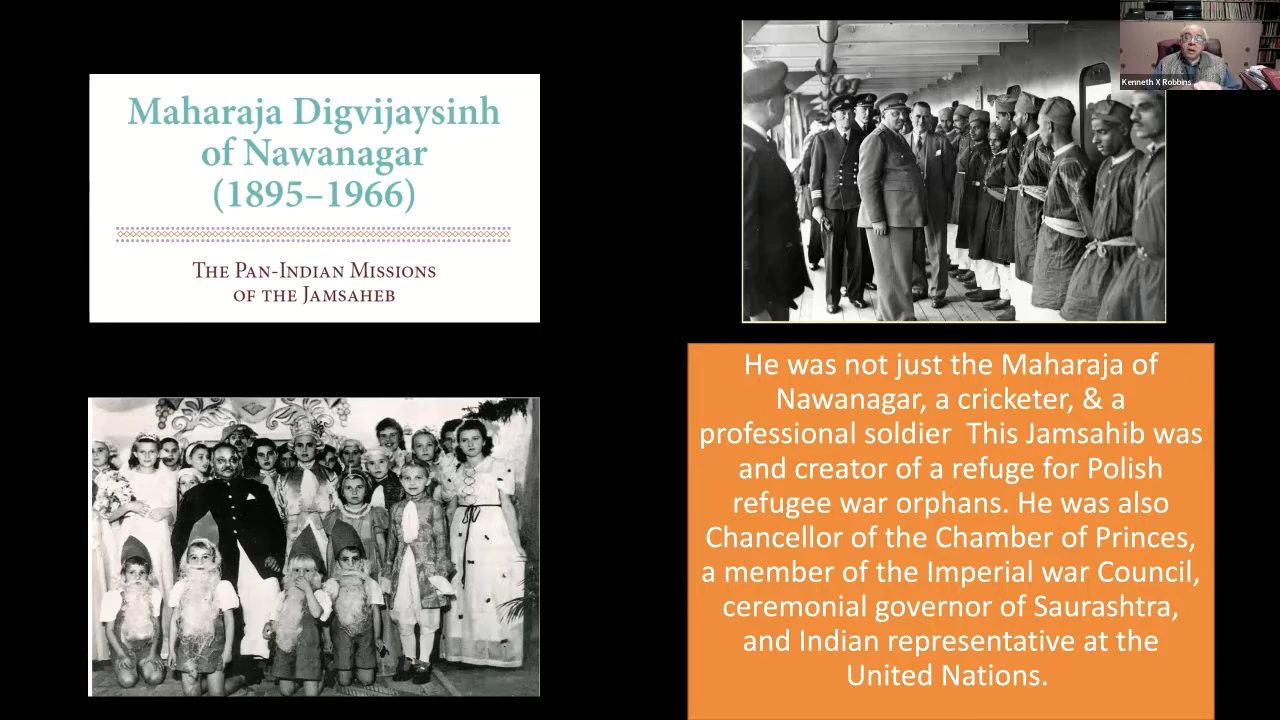 Maharaja Digvijaysinh
of Nawanagar
(1895–1966)
The Pan-Indian Missions
of the Jamsaheb
Kenneth X Robbins
He was not just the Maharaja of
Nawanagar, a cricketer, & a
professional soldier  This Jamsahib was
and creator of a refuge for Polish
refugee war orphans. He was also
Chancellor of the Chamber of Princes,
a member of the Imperial war Council,
ceremonial governor of Saurashtra,
and Indian representative at the
United Nations.